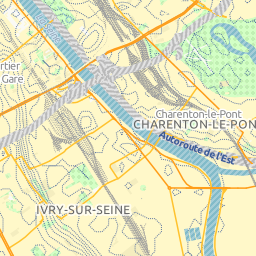 rtier
Gare
Charenton-le-Pont
CHARENTON-LE-PON
Autoroute de l'Est
IVRY-SUR-SEINE